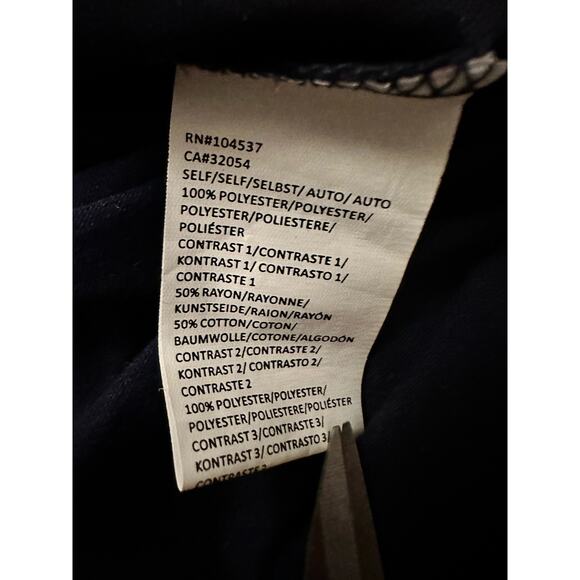 RN#104537
CA#32054
SELF/SELF/SELBST/ AUTO/ AUTO
100% POLYESTER/POLYESTER/
POLYESTER/POLIESTERE/
POLIÉSTER
CONTRAST 1/CONTRASTE 1/
KONTRAST 1/ CONTRASTO 1/
CONTRASTE 1
50% RAYON/RAYONNE/
KUNSTSEIDE/RAION/RAYÓN
50% COTTON/COTON/
BAUMWOLLE/COTONE/ALGODÓN
CONTRAST 2/CONTRASTE 2/
KONTRAST 2/ CONTRASTO 2/
CONTRASTE 2
100% POLYESTER/POLYESTER/
POLYESTER/POLIESTERE/POLIÉSTER
CONTRAST 3/CONTRASTE 3/
KONTRAST 3/ CONTRASTO 3/
CONTRASTE